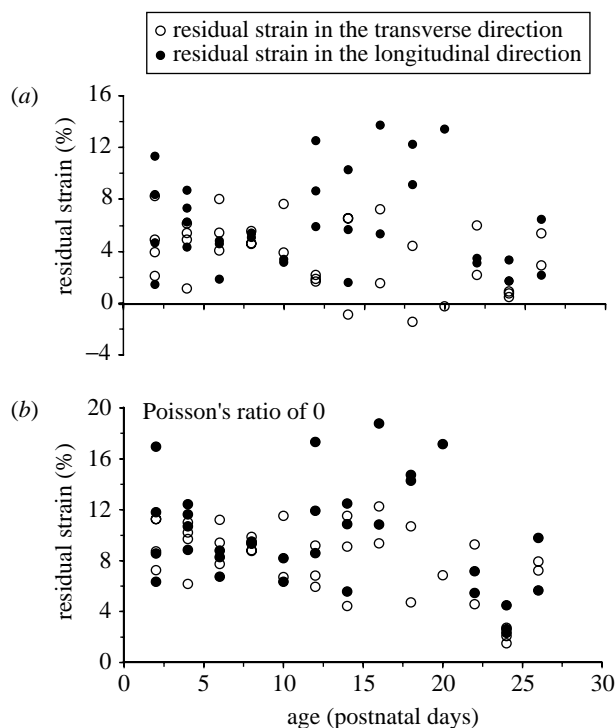 ○ residual strain in the transverse direction
● residual strain in the longitudinal direction
(a)
residual strain (%)
16
12
8
4
0
−4
(b)
Poisson's ratio of 0
residual strain (%)
20
16
12
8
4
0
0 5 10 15 20 25 30
age (postnatal days)